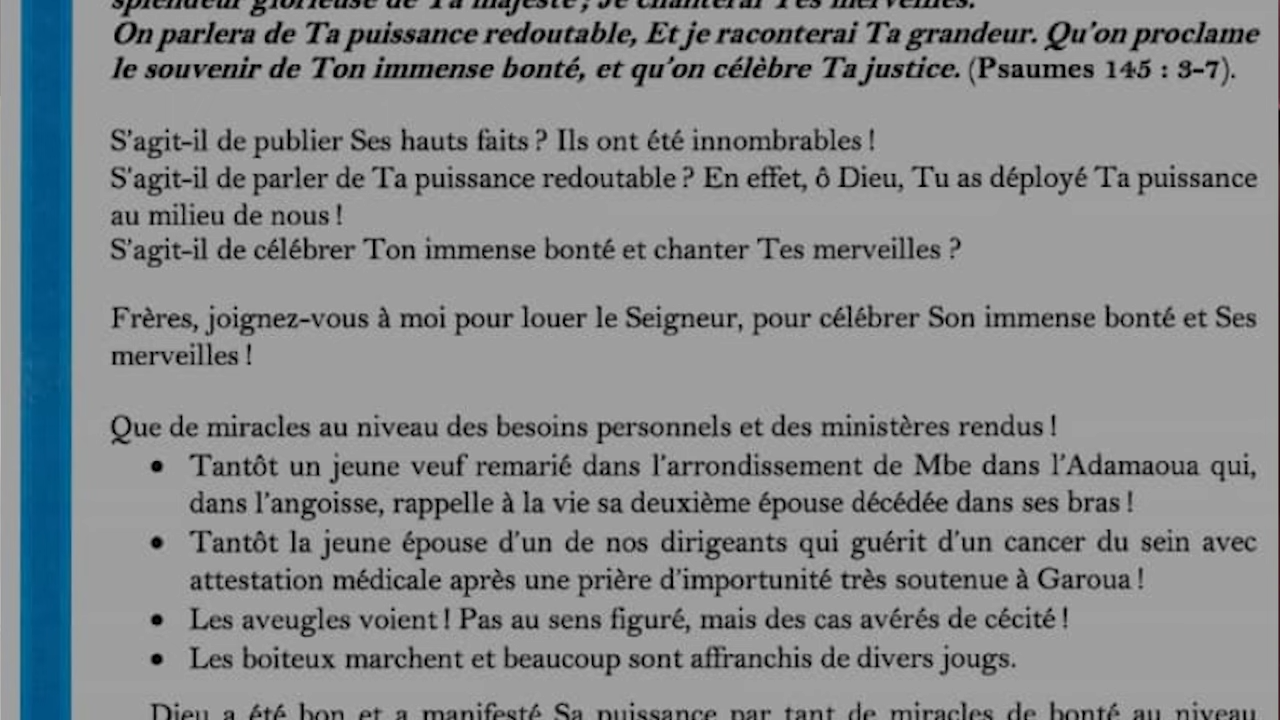 splendeur glorieuse de Ta majesté ; Je chanterai Tes merveilles.
On parlera de Ta puissance redoutable, Et je raconterai Ta grandeur. Qu'on proclame
le souvenir de Ton immense bonté, et qu'on célèbre Ta justice. (Psaumes 145 : 3-7).
S'agit-il de publier Ses hauts faits ? Ils ont été innombrables !
S'agit-il de parler de Ta puissance redoutable ? En effet, ô Dieu, Tu as déployé Ta puissance
au milieu de nous !
S'agit-il de célébrer Ton immense bonté et chanter Tes merveilles ?
Frères, joignez-vous à moi pour louer le Seigneur, pour célébrer Son immense bonté et Ses
merveilles !
Que de miracles au niveau des besoins personnels et des ministères rendus !
• Tantôt un jeune veuf remarié dans l'arrondissement de Mbe dans l'Adamaoua qui,
dans l'angoisse, rappelle à la vie sa deuxième épouse décédée dans ses bras !
• Tantôt la jeune épouse d'un de nos dirigeants qui guérit d'un cancer du sein avec
attestation médicale après une prière d'importunité très soutenue à Garoua !
• Les aveugles voient ! Pas au sens figuré, mais des cas avérés de cécité !
• Les boiteux marchent et beaucoup sont affranchis de divers jougs.
Dieu a été bon et a manifesté Sa puissance par tant de miracles de bonté au niveau